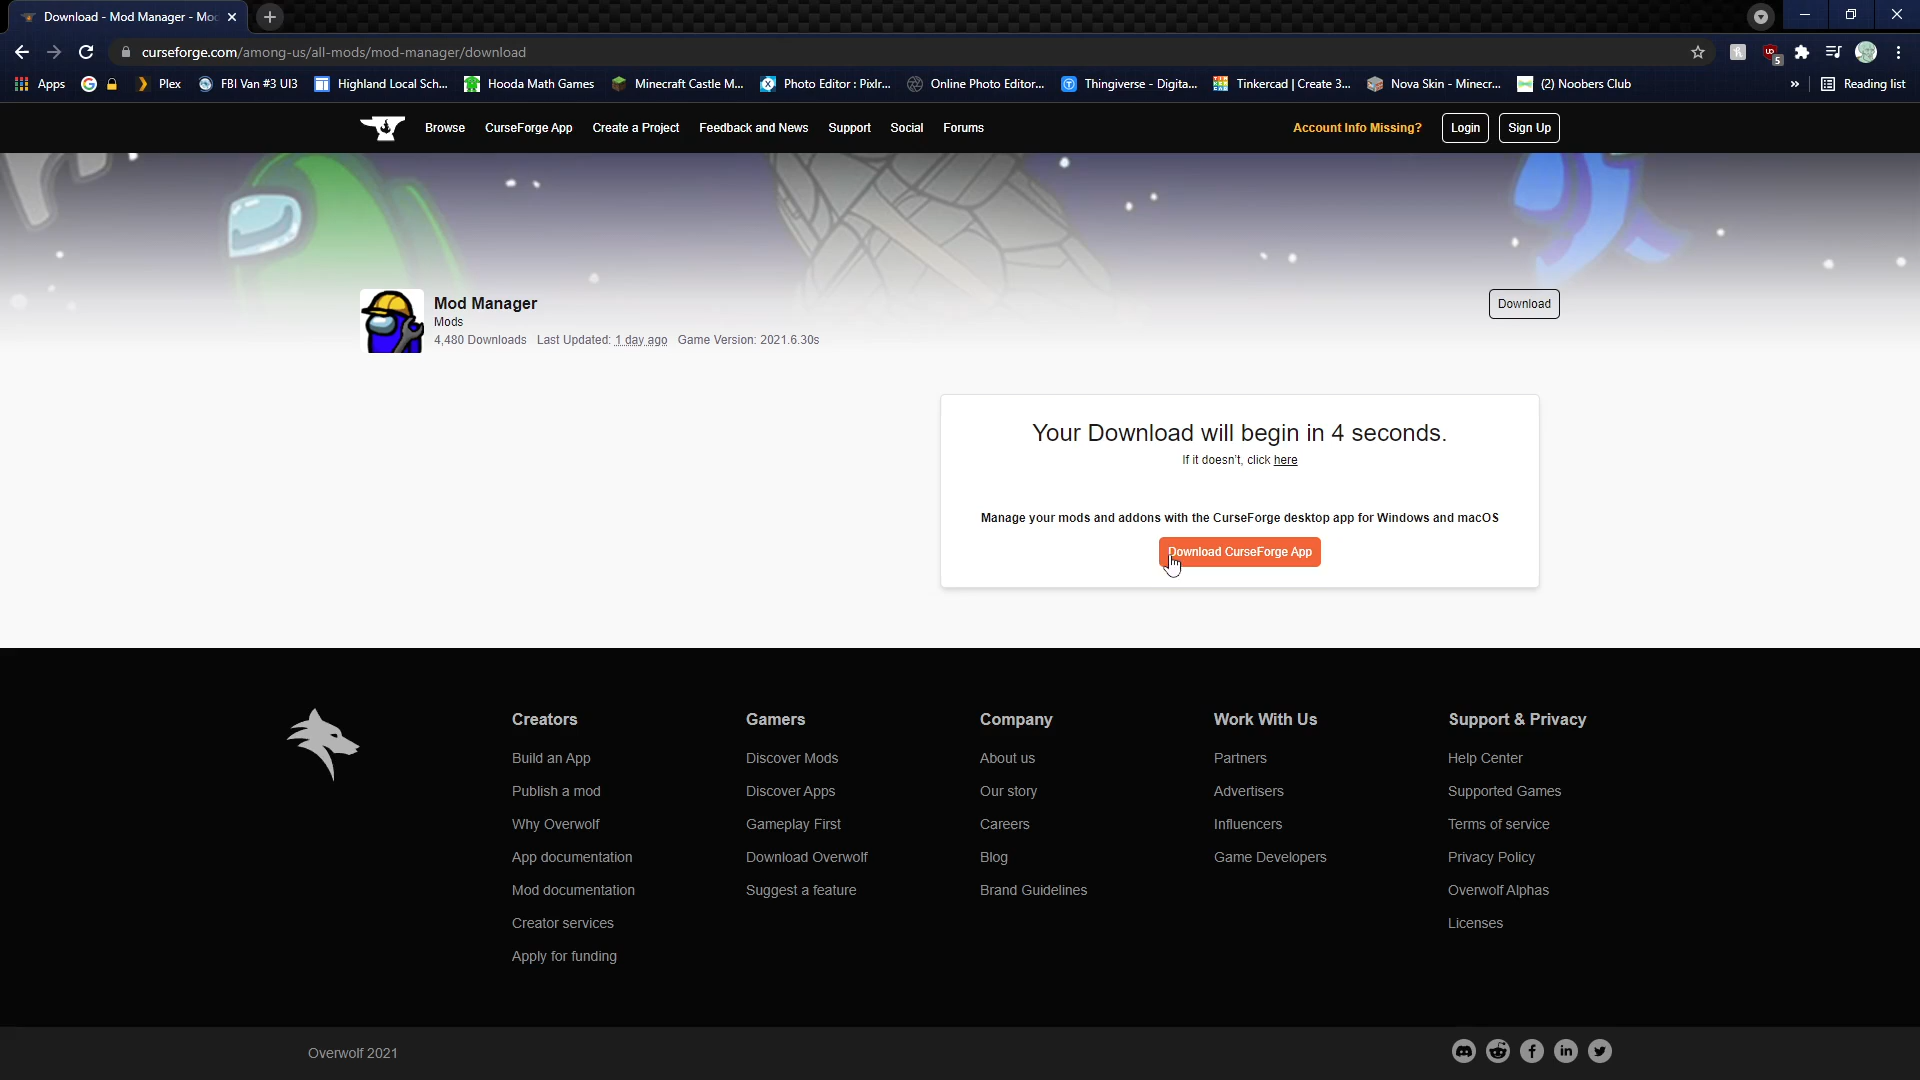 Download - Mod Manager - Mod
curseforge.com/among-us/all-mods/mod-manager/download
5
Apps
Plex
FBI Van #3 UI3
Highland Local Sch...
Hooda Math Games
Minecraft Castle M...
Photo Editor : Pixlr...
Online Photo Editor...
Thingiverse - Digita...
Tinkercad | Create 3...
Nova Skin - Minecr...
(2) Noobers Club
»
Reading list
Browse
CurseForge App
Create a Project
Feedback and News
Support
Social
Forums
Account Info Missing?
Login
Sign Up
Mod Manager
Mods
4,480 Downloads Last Updated: 1 day ago Game Version: 2021.6.30s
Download
Your Download will begin in 4 seconds.
If it doesn't, click here
Manage your mods and addons with the CurseForge desktop app for Windows and macOS
Download CurseForge App
Creators
Build an App
Publish a mod
Why Overwolf
App documentation
Mod documentation
Creator services
Apply for funding
Gamers
Discover Mods
Discover Apps
Gameplay First
Download Overwolf
Suggest a feature
Company
About us
Our story
Careers
Blog
Brand Guidelines
Work With Us
Partners
Advertisers
Influencers
Game Developers
Support & Privacy
Help Center
Supported Games
Terms of service
Privacy Policy
Overwolf Alphas
Licenses
Overwolf 2021